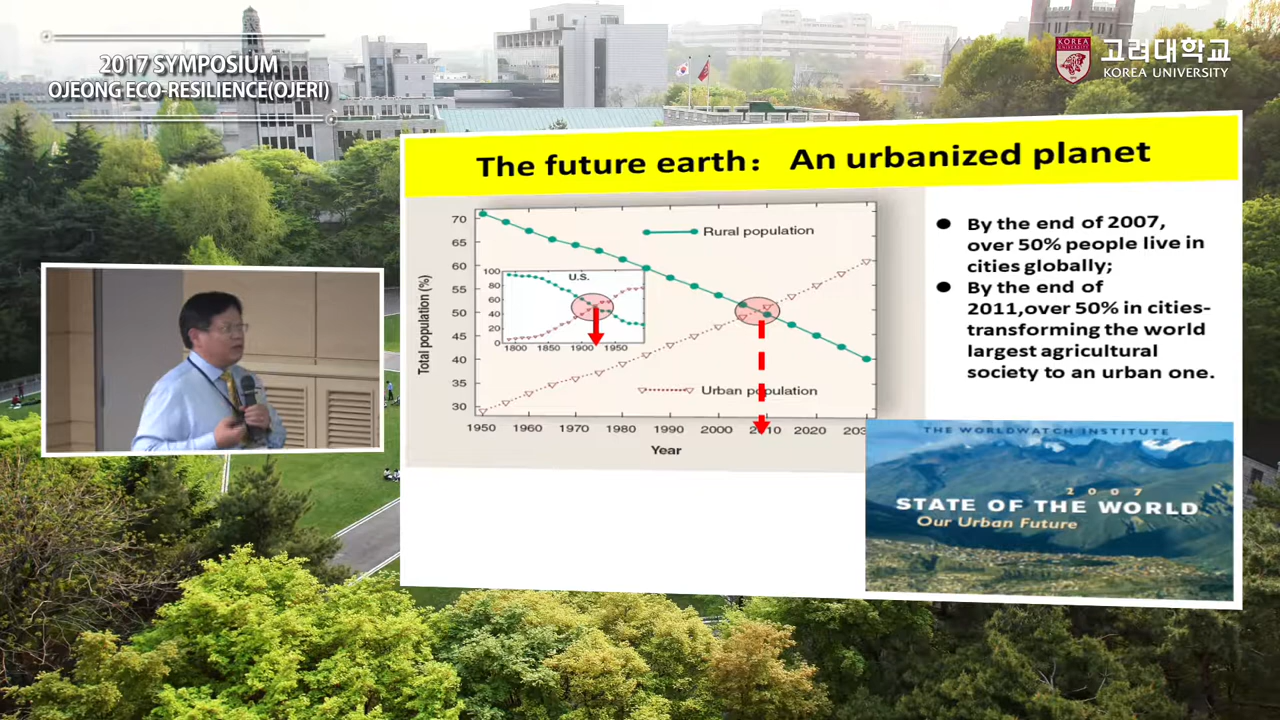 2017 SYMPOSIUM
OJEONG ECO-RESILIENCE(OJERI)
KOREA
UNIVERSITY
고려대학교
KOREA UNIVERSITY
The future earth: An urbanized planet
70
65
60
55
50
45
40
35
30
Total population (%)
Rural population
U.S.
100
80
60
40
20
0
1800 1850 1900 1950
Urban population
1950 1960 1970 1980 1990 2000 2010 2020 203
Year
● By the end of 2007,
over 50% people live in
cities globally;
● By the end of
2011,over 50% in cities-
transforming the world
largest agricultural
society to an urban one.
THE WORLDWATCH INSTITUTE
2007
STATE OF THE WORLD
Our Urban Future